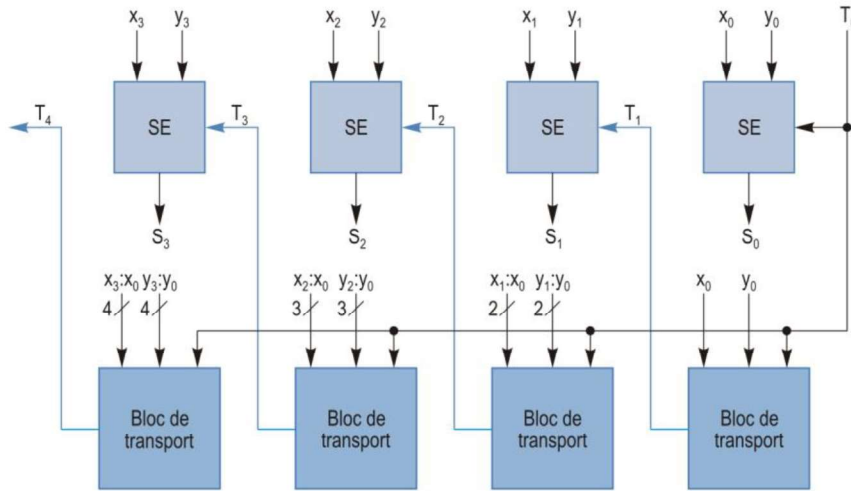 x₃ y₃ x₂ y₂ x₁ y₁ x₀ y₀ T
T₄ SE T₃ SE T₂ SE T₁ SE
S₃ S₂ S₁ S₀
x₃:x₀ y₃:y₀ x₂:x₀ y₂:y₀ x₁:x₀ y₁:y₀ x₀ y₀
4 4 3 3 2 2
Bloc de Bloc de Bloc de Bloc de
transport transport transport transport